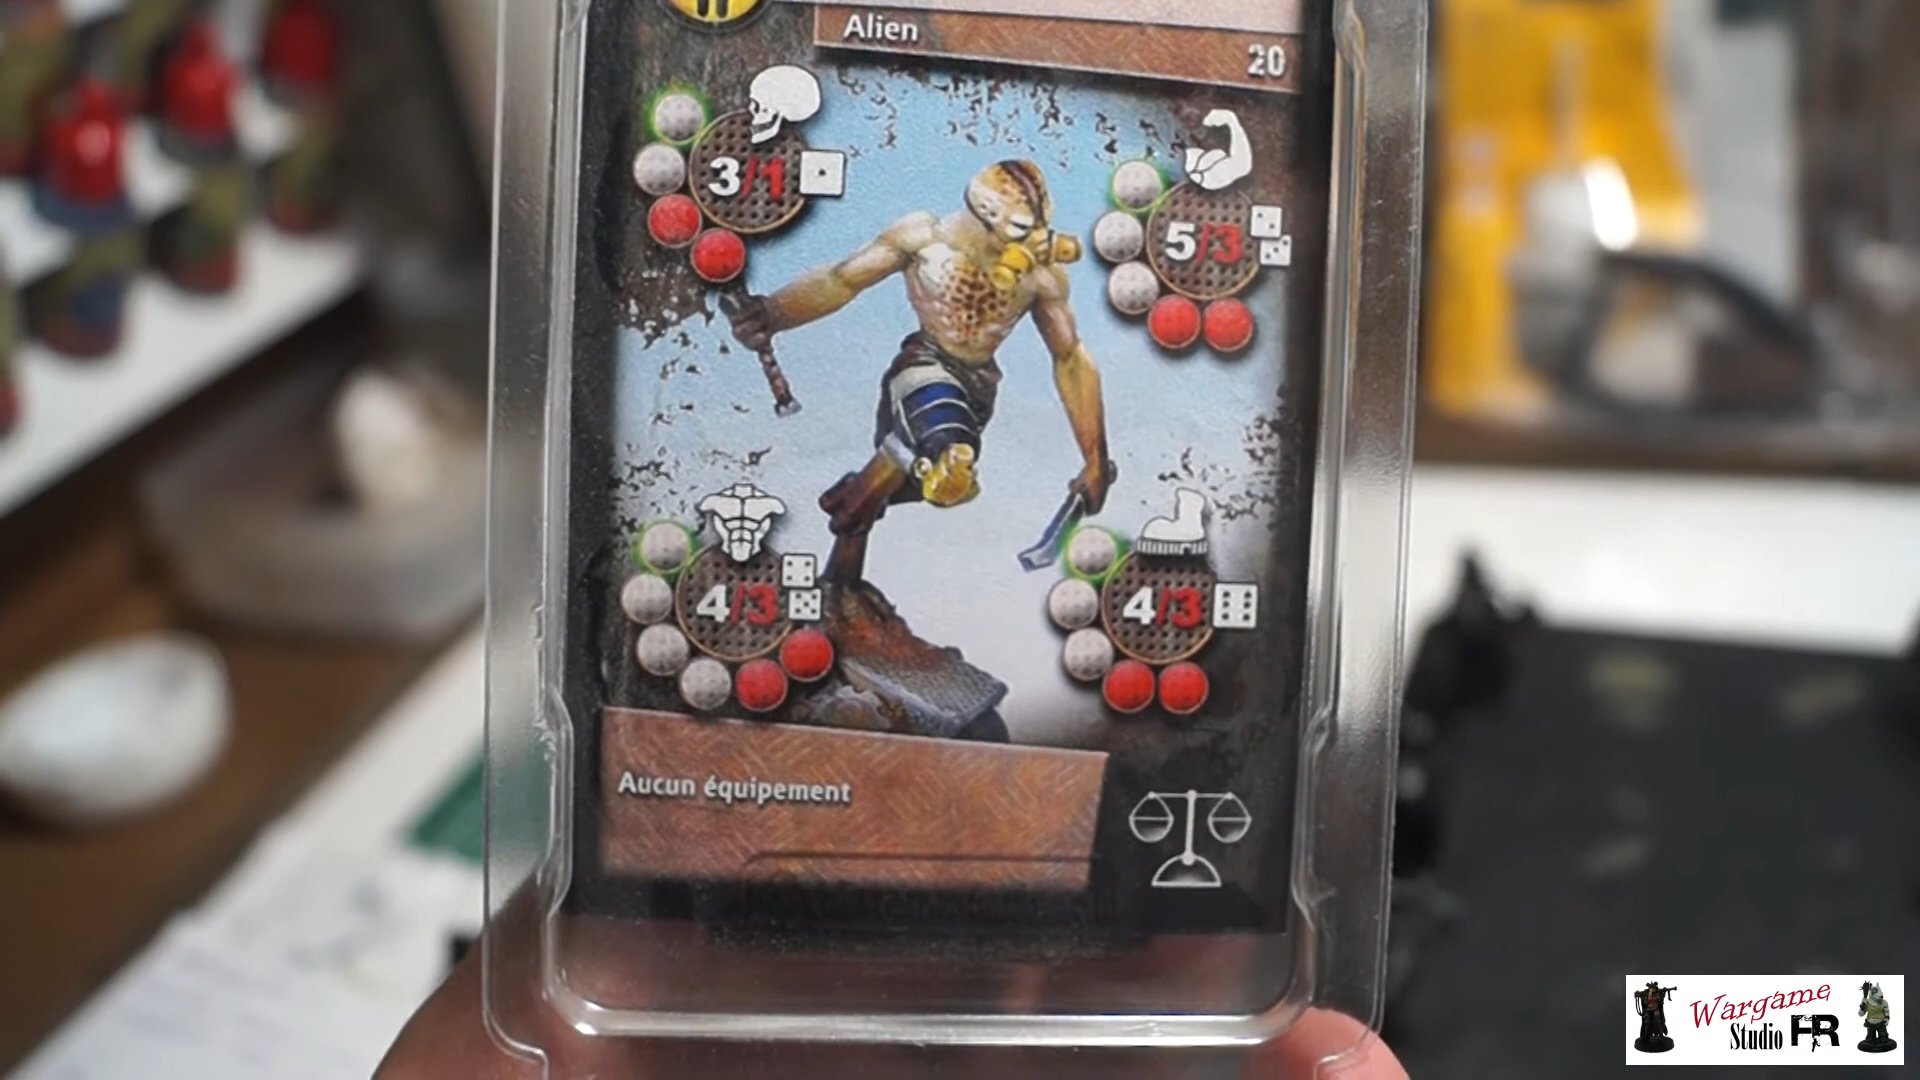 Alien
20
3/1
5/3
4/3
4/3
Aucun équipement
Wargame
Studio FR